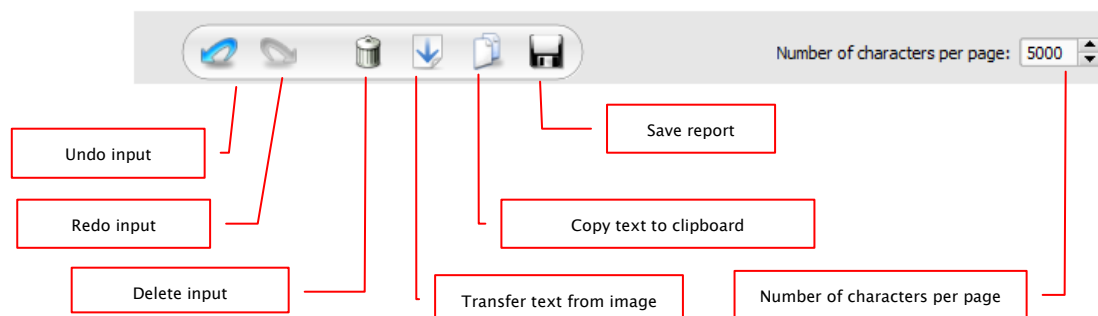 Number of characters per page: 5000
Save report
Undo input
Redo input
Copy text to clipboard
Delete input
Transfer text from image
Number of characters per page